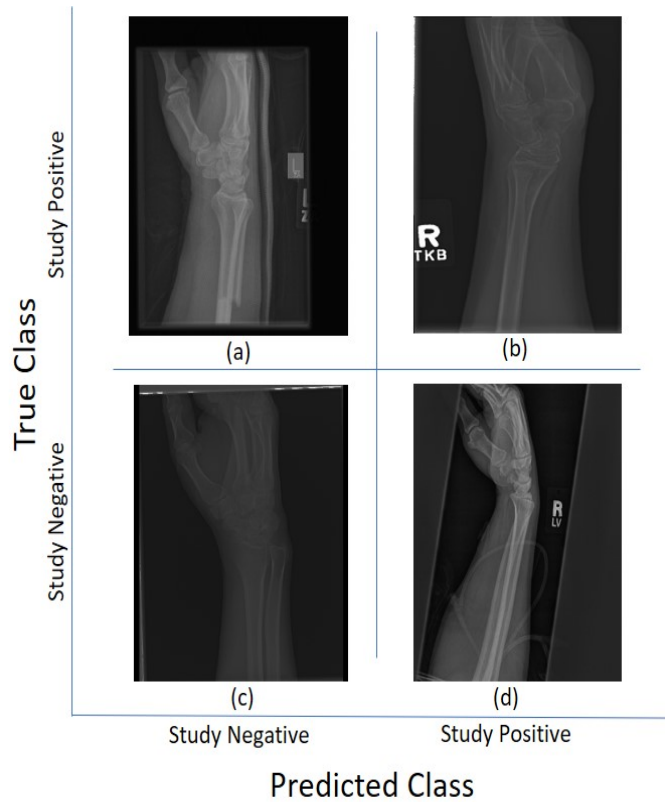 True Class
Study Positive
Study Negative
L
L
Z
R
TKB
(a)
(b)
R
LV
(c)
(d)
Study Negative
Study Positive
Predicted Class